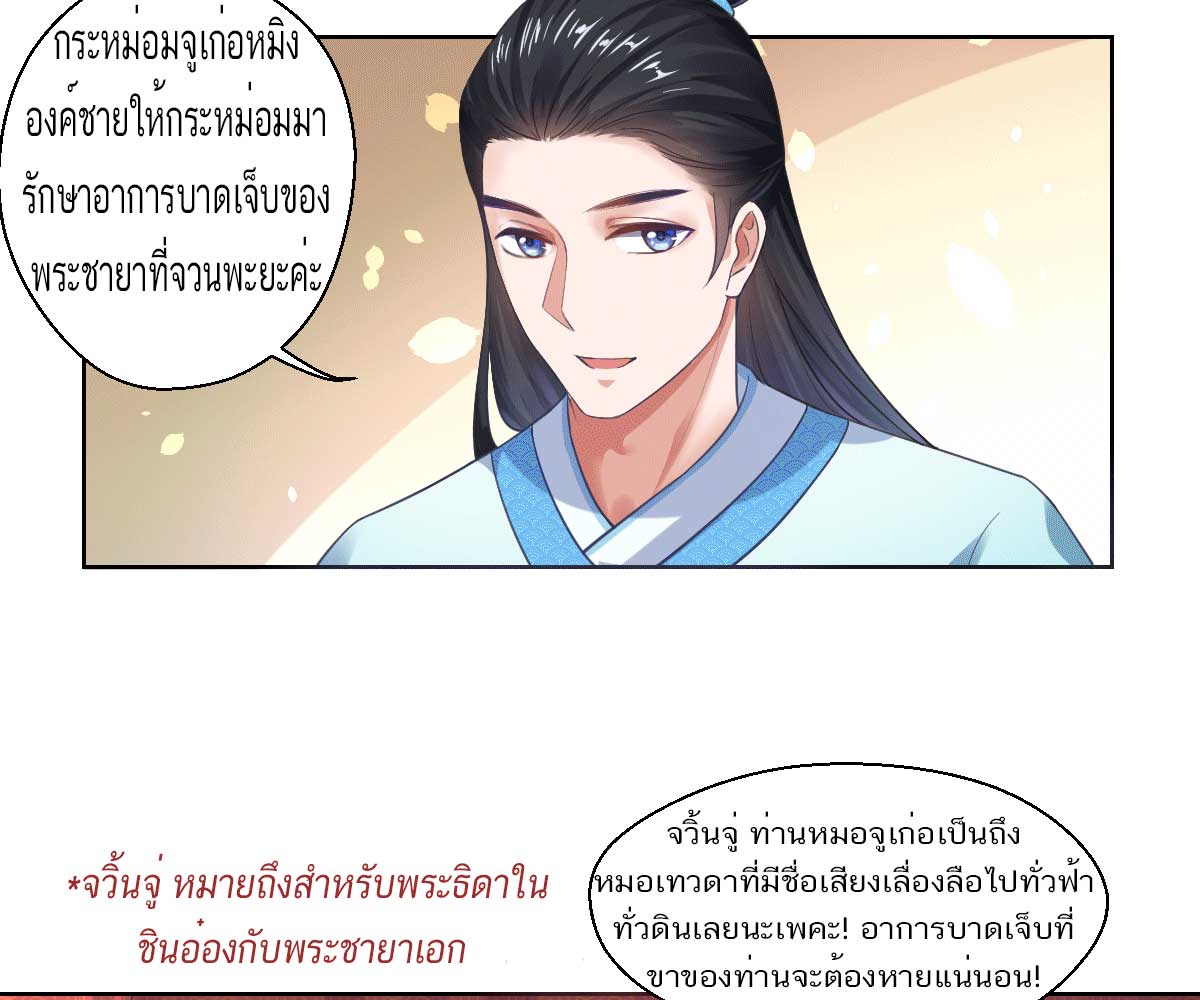 กระหม่อมจูเก่อหมิง
องค์ชายให้กระหม่อมมา
รักษาอาการบาดเจ็บของ
พระชายาที่จวนพะยะค่ะ
จวิ้นจู่ ท่านหมอจูเก่อเป็นถึง
หมอเทวดาที่มีชื่อเสียงเลื่องลือไปทั่วฟ้า
ทั่วดินเลยนะเพคะ! อาการบาดเจ็บที่
ขาของท่านจะต้องหายแน่นอน!
*จวิ้นจู่ หมายถึงสำหรับพระธิดาใน
ชินอ๋องกับพระชายาเอก